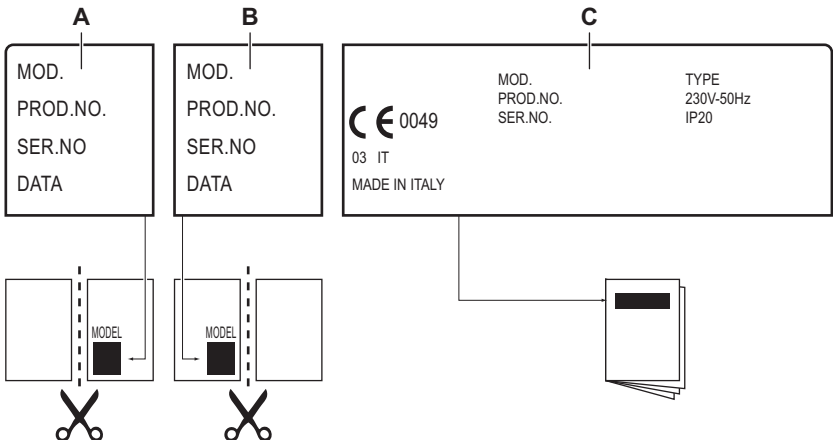 A
B
C
MOD.
PROD.NO.
SER.NO
DATA
MOD.
PROD.NO.
SER.NO
DATA
MOD.
PROD.NO.
SER.NO.
TYPE
230V-50Hz
IP20
CE 0049
03 IT
MADE IN ITALY
MODEL
MODEL